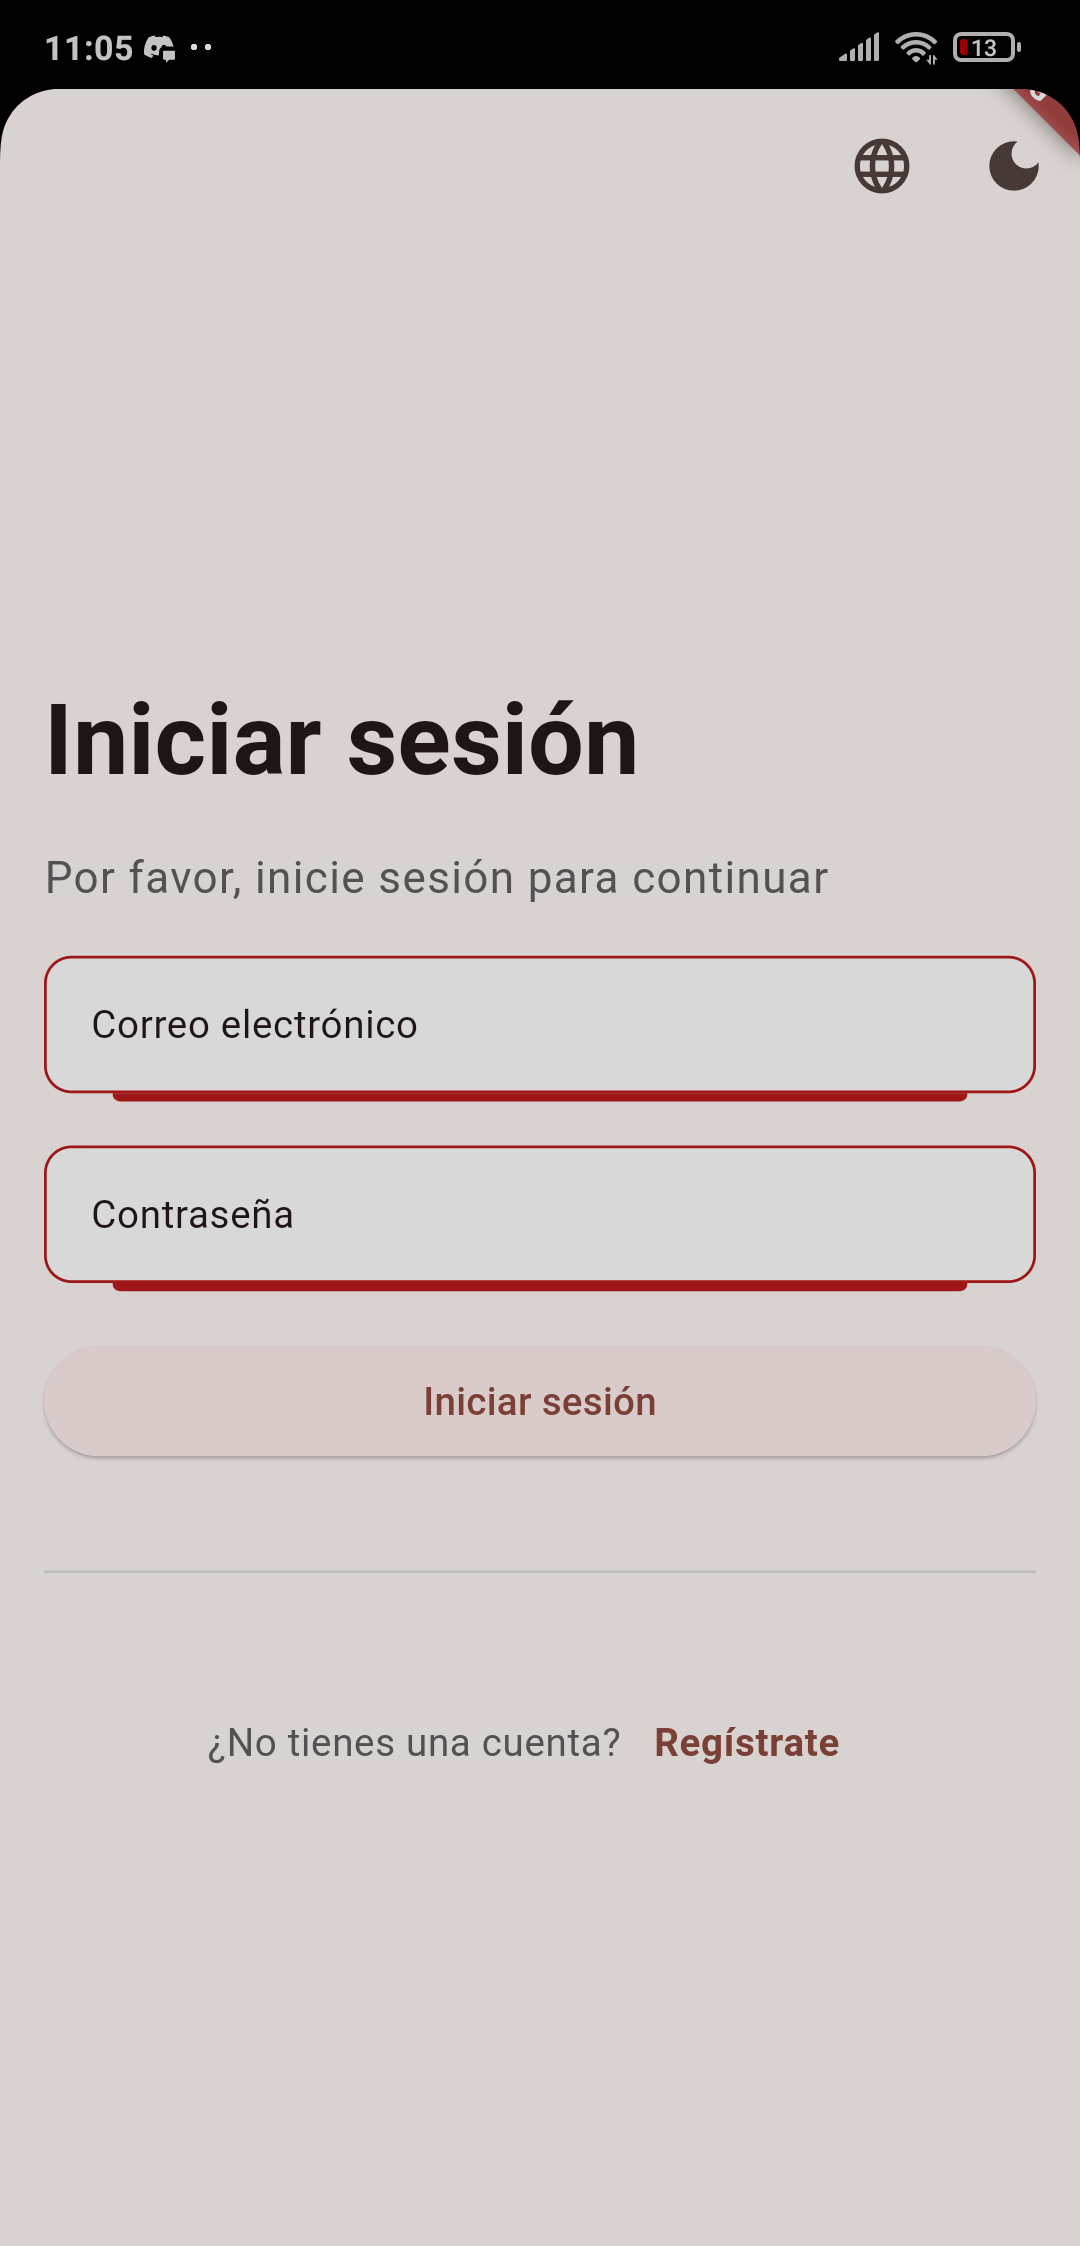 11:05
13
Iniciar sesión
Por favor, inicie sesión para continuar
Correo electrónico
Contraseña
Iniciar sesión
¿No tienes una cuenta? Regístrate